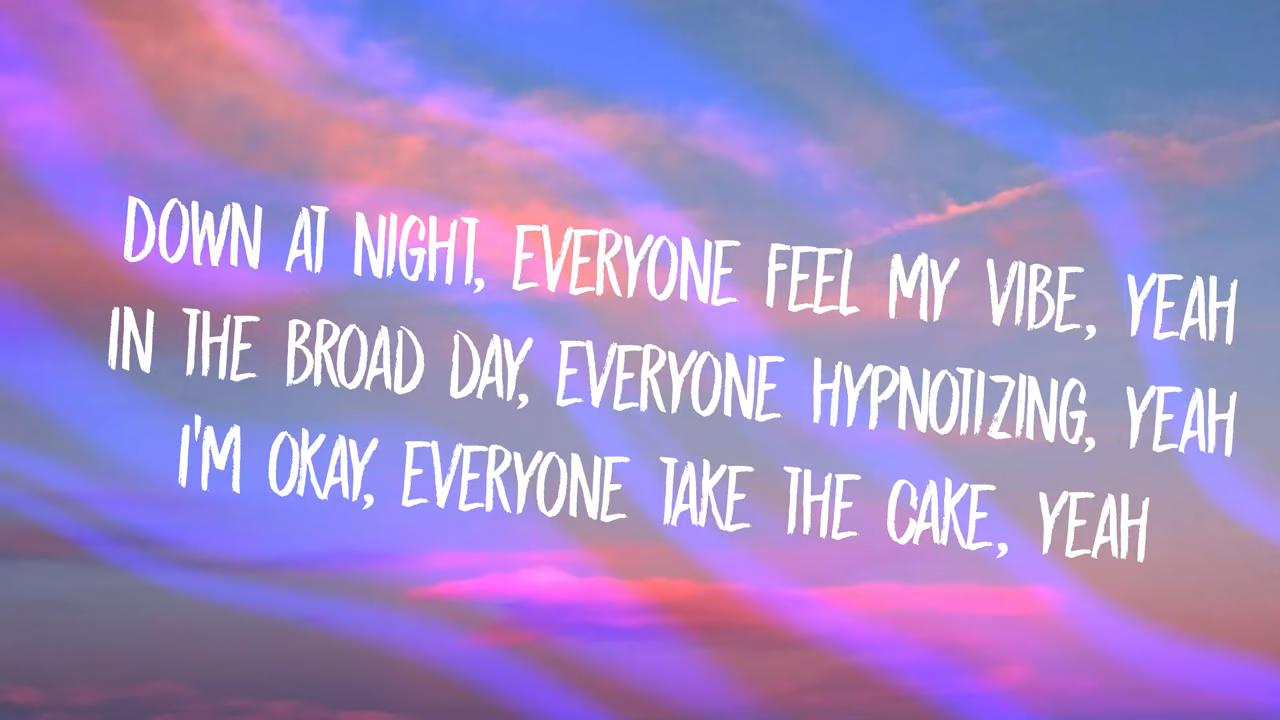 DOWN AT NIGHT, EVERYONE FEEL MY VIBE, YEAH
IN THE BROAD DAY, EVERYONE HYPNOTIZING, YEAH
I'M OKAY, EVERYONE TAKE THE CAKE, YEAH